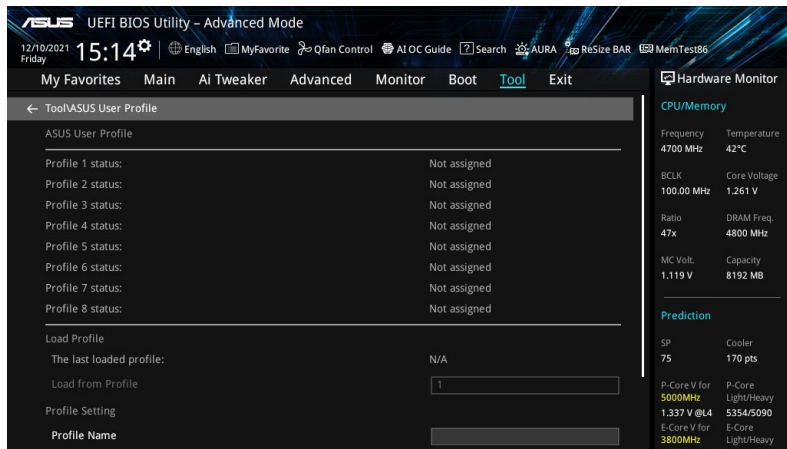 ASUS UEFI BIOS Utility – Advanced Mode
12/10/2021
Friday
15:14
English MyFavorite Qfan Control AI OC Guide Search AURA ReSize BAR MemTest86
My Favorites Main Ai Tweaker Advanced Monitor Boot Tool Exit
Hardware Monitor
← Tool\ASUS User Profile
ASUS User Profile
Profile 1 status: Not assigned
Profile 2 status: Not assigned
Profile 3 status: Not assigned
Profile 4 status: Not assigned
Profile 5 status: Not assigned
Profile 6 status: Not assigned
Profile 7 status: Not assigned
Profile 8 status: Not assigned
Load Profile
The last loaded profile: N/A
Load from Profile 1
Profile Setting
Profile Name
CPU/Memory
Frequency Temperature
4700 MHz 42°C
BCLK Core Voltage
100.00 MHz 1.261 V
Ratio DRAM Freq.
47x 4800 MHz
MC Volt. Capacity
1.119 V 8192 MB
Prediction
SP Cooler
75 170 pts
P-Core V for P-Core
5000MHz Light/Heavy
1.337 V @L4 5354/5090
E-Core V for E-Core
3800MHz Light/Heavy